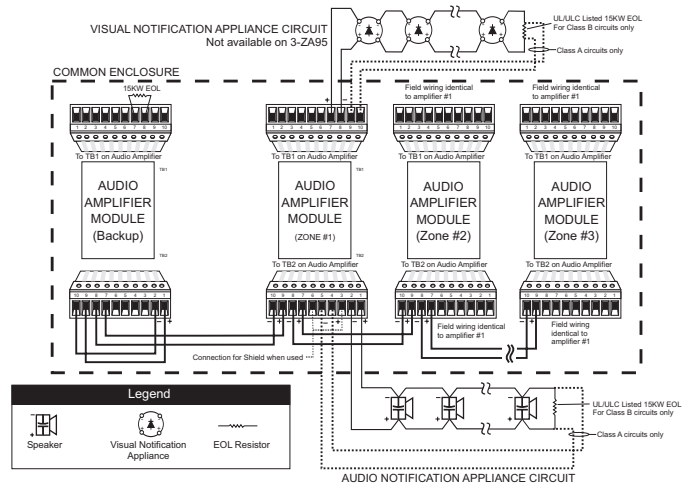 VISUAL NOTIFICATION APPLIANCE CIRCUIT
Not available on 3-ZA95
UL/ULC Listed 15KW EOL
For Class B circuits only
Class A circuits only
COMMON ENCLOSURE
15KW EOL
+ −
Field wiring identical
to amplifier #1
Field wiring identical
to amplifier #1
1 2 3 4 5 6 7 8 9 10
1 2 3 4 5 6 7 8 9 10
1 2 3 4 5 6 7 8 9 10
1 2 3 4 5 6 7 8 9 10
To TB1 on Audio Amplifier
To TB1 on Audio Amplifier
To TB1 on Audio Amplifier
To TB1 on Audio Amplifier
TB1
TB1
AUDIO
AMPLIFIER
MODULE
(Backup)
AUDIO
AMPLIFIER
MODULE
(ZONE #1)
AUDIO
AMPLIFIER
MODULE
(Zone #2)
AUDIO
AMPLIFIER
MODULE
(Zone #3)
TB2
TB2
To TB2 on Audio Amplifier
To TB2 on Audio Amplifier
To TB2 on Audio Amplifier
10 9 8 7 6 5 4 3 2 1
10 9 8 7 6 5 4 3 2 1
10 9 8 7 6 5 4 3 2 1
10 9 8 7 6 5 4 3 2 1
Field wiring identical
to amplifier #1
Field wiring
identical to
amplifier #1
Connection for Shield when used
Legend
Speaker
Visual Notification
Appliance
EOL Resistor
UL/ULC Listed 15KW EOL
For Class B circuits only
Class A circuits only
AUDIO NOTIFICATION APPLIANCE CIRCUIT